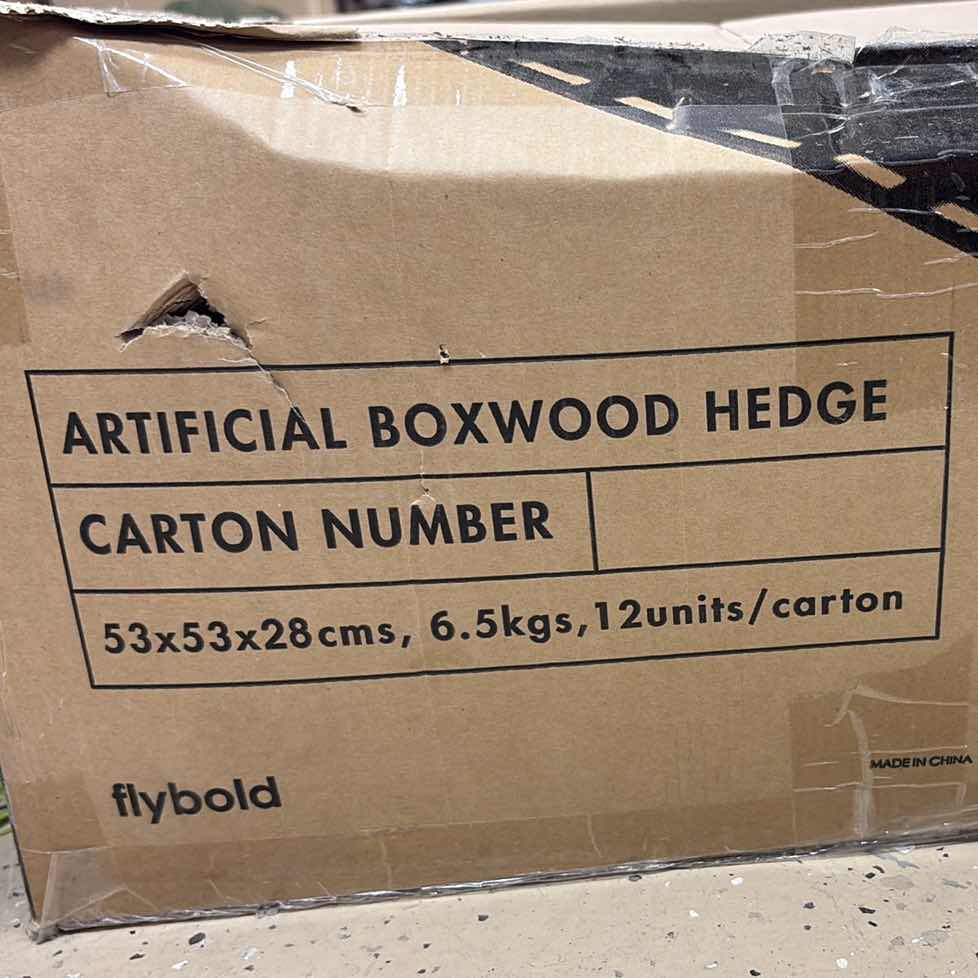 ARTIFICIAL BOXWOOD HEDGE
CARTON NUMBER
53x53x28cms, 6.5kgs,12units/carton
flybold
MADE IN CHINA